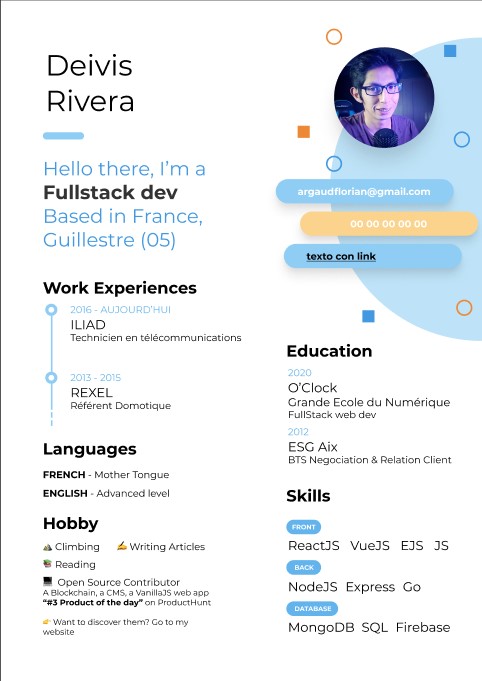 Deivis
Rivera
Hello there, I’m a
Fullstack dev
Based in France,
Guillestre (05)
argaudflorian@gmail.com
00 00 00 00 00
texto con link
Work Experiences
2016 - AUJOURD’HUI
ILIAD
Technicien en télécommunications
2013 - 2015
REXEL
Référent Domotique
Languages
FRENCH - Mother Tongue
ENGLISH - Advanced level
Hobby
Climbing
Writing Articles
Reading
Open Source Contributor
A Blockchain, a CMS, a VanillaJS web app
“#3 Product of the day” on ProductHunt
Want to discover them? Go to my
website
Education
2020
O’Clock
Grande Ecole du Numérique
FullStack web dev
2012
ESG Aix
BTS Negociation & Relation Client
Skills
FRONT
ReactJS VueJS EJS JS
BACK
NodeJS Express Go
DATABASE
MongoDB SQL Firebase